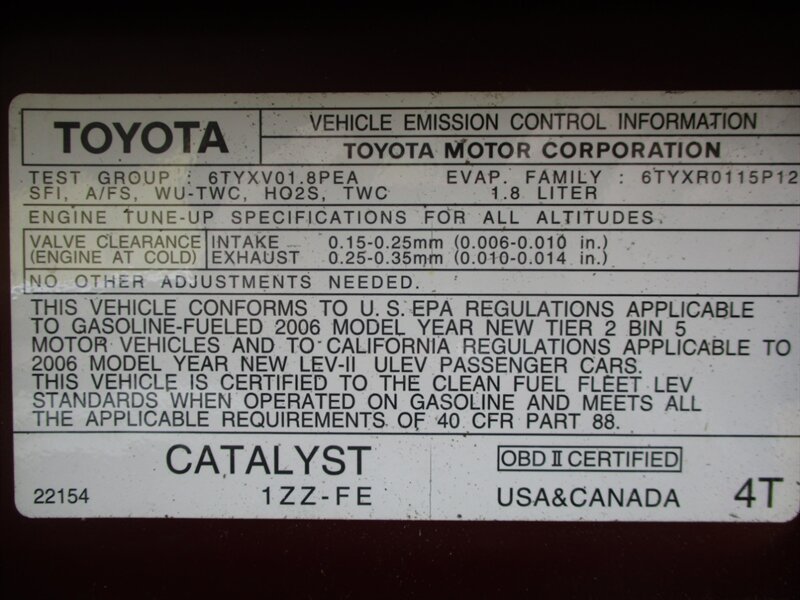 TOYOTA
VEHICLE EMISSION CONTROL INFORMATION
TOYOTA MOTOR CORPORATION
TEST GROUP : 6TYXV01.8PEA EVAP. FAMILY : 6TYXR0115P12
SFI, A/FS, WU-TWC, HO2S, TWC 1.8 LITER
ENGINE TUNE-UP SPECIFICATIONS FOR ALL ALTITUDES
VALVE CLEARANCE INTAKE 0.15-0.25mm (0.006-0.010 in.)
(ENGINE AT COLD) EXHAUST 0.25-0.35mm (0.010-0.014 in.)
NO OTHER ADJUSTMENTS NEEDED.
THIS VEHICLE CONFORMS TO U.S.EPA REGULATIONS APPLICABLE
TO GASOLINE-FUELED 2006 MODEL YEAR NEW TIER 2 BIN 5
MOTOR VEHICLES AND TO CALIFORNIA REGULATIONS APPLICABLE TO
2006 MODEL YEAR NEW LEV-II ULEV PASSENGER CARS.
THIS VEHICLE IS CERTIFIED TO THE CLEAN FUEL FLEET LEV
STANDARDS WHEN OPERATED ON GASOLINE AND MEETS ALL
THE APPLICABLE REQUIREMENTS OF 40 CFR PART 88.
CATALYST OBD II CERTIFIED
22154 1ZZ-FE USA&CANADA 4T